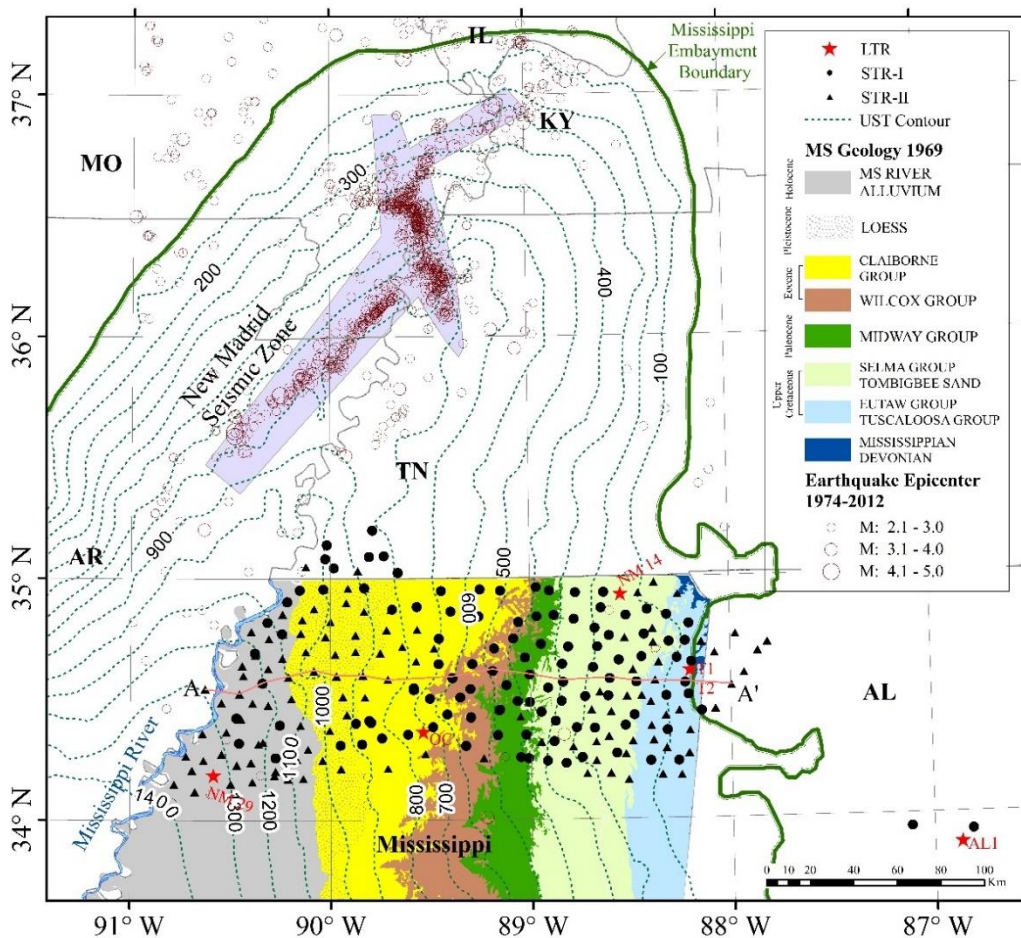 IL
Mississippi
Embayment
Boundary
37° N
KY
MO
300
36° N
200
400
100
New Madrid
Seismic Zone
TN
900
AR
35° N
500
NM 14
600
A
A'
T1
T2
AL
1000
OC
1100
NM 29
1400
1300
1200
800
700
34° N
Mississippi River
Mississippi
AL1
91° W
90° W
89° W
88° W
87° W
LTR
STR-I
STR-II
UST Contour
MS Geology 1969
Holocene
MS RIVER
ALLUVIUM
Pleistocene
LOESS
Eocene
CLAIBORNE
GROUP
WILCOX GROUP
Paleocene
MIDWAY GROUP
Upper
Cretaceous
SELMA GROUP
TOMBIGBEE SAND
EUTAW GROUP
TUSCALOOSA GROUP
MISSISSIPPIAN
DEVONIAN
Earthquake Epicenter
1974-2012
M: 2.1 - 3.0
M: 3.1 - 4.0
M: 4.1 - 5.0
0 10 20 40 60 80 100
Km